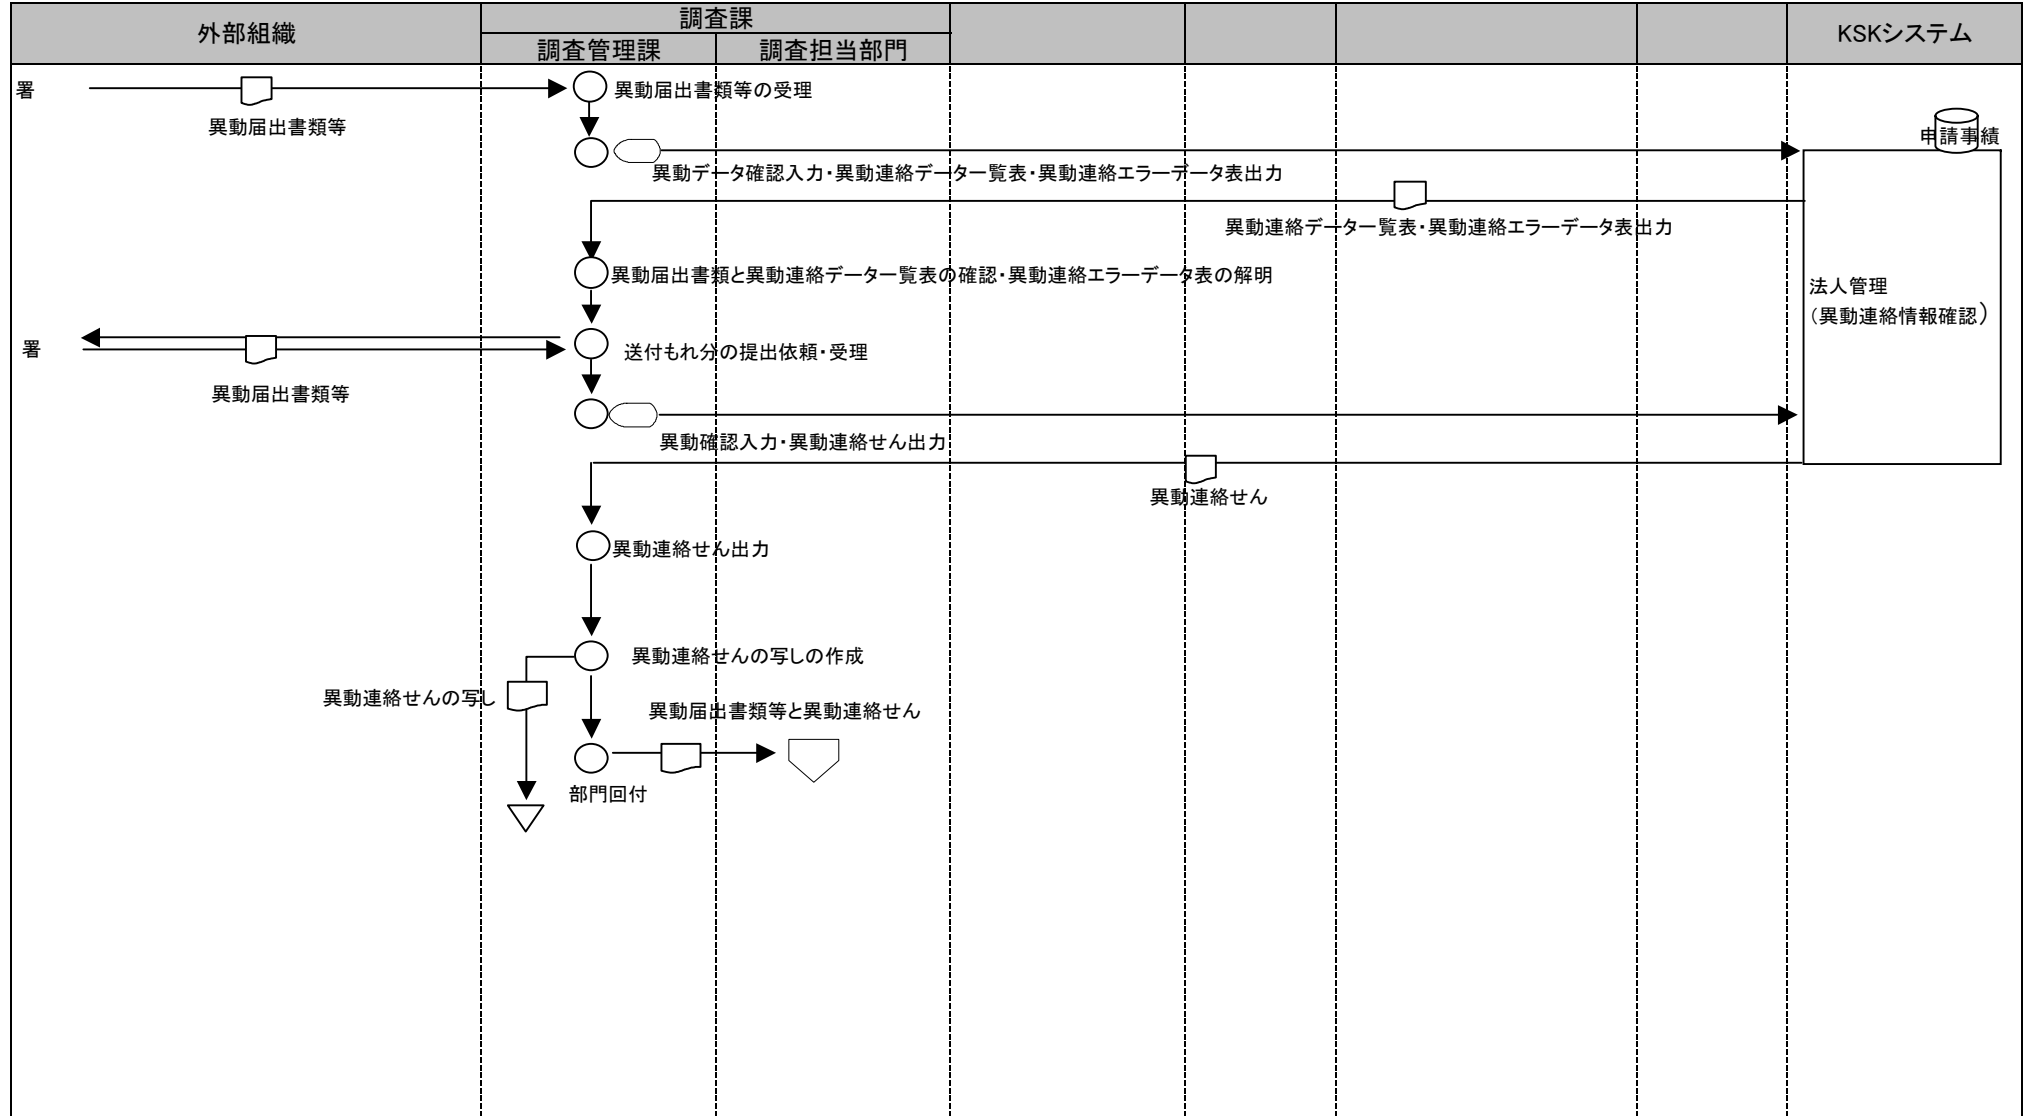 外部組織
調査課
調査管理課
調査担当部門
KSKシステム
署
異動届出書類等の受理
異動届出書類等
申請事績
異動データ確認入力・異動連絡データ一覧表・異動連絡エラーデータ表出力
異動連絡データ一覧表・異動連絡エラーデータ表出力
異動届出書類と異動連絡データ一覧表の確認・異動連絡エラーデータ表の解明
法人管理
（異動連絡情報確認）
署
送付もれ分の提出依頼・受理
異動届出書類等
異動確認入力・異動連絡せん出力
異動連絡せん
異動連絡せん出力
異動連絡せんの写しの作成
異動連絡せんの写し
異動届出書類等と異動連絡せん
部門回付